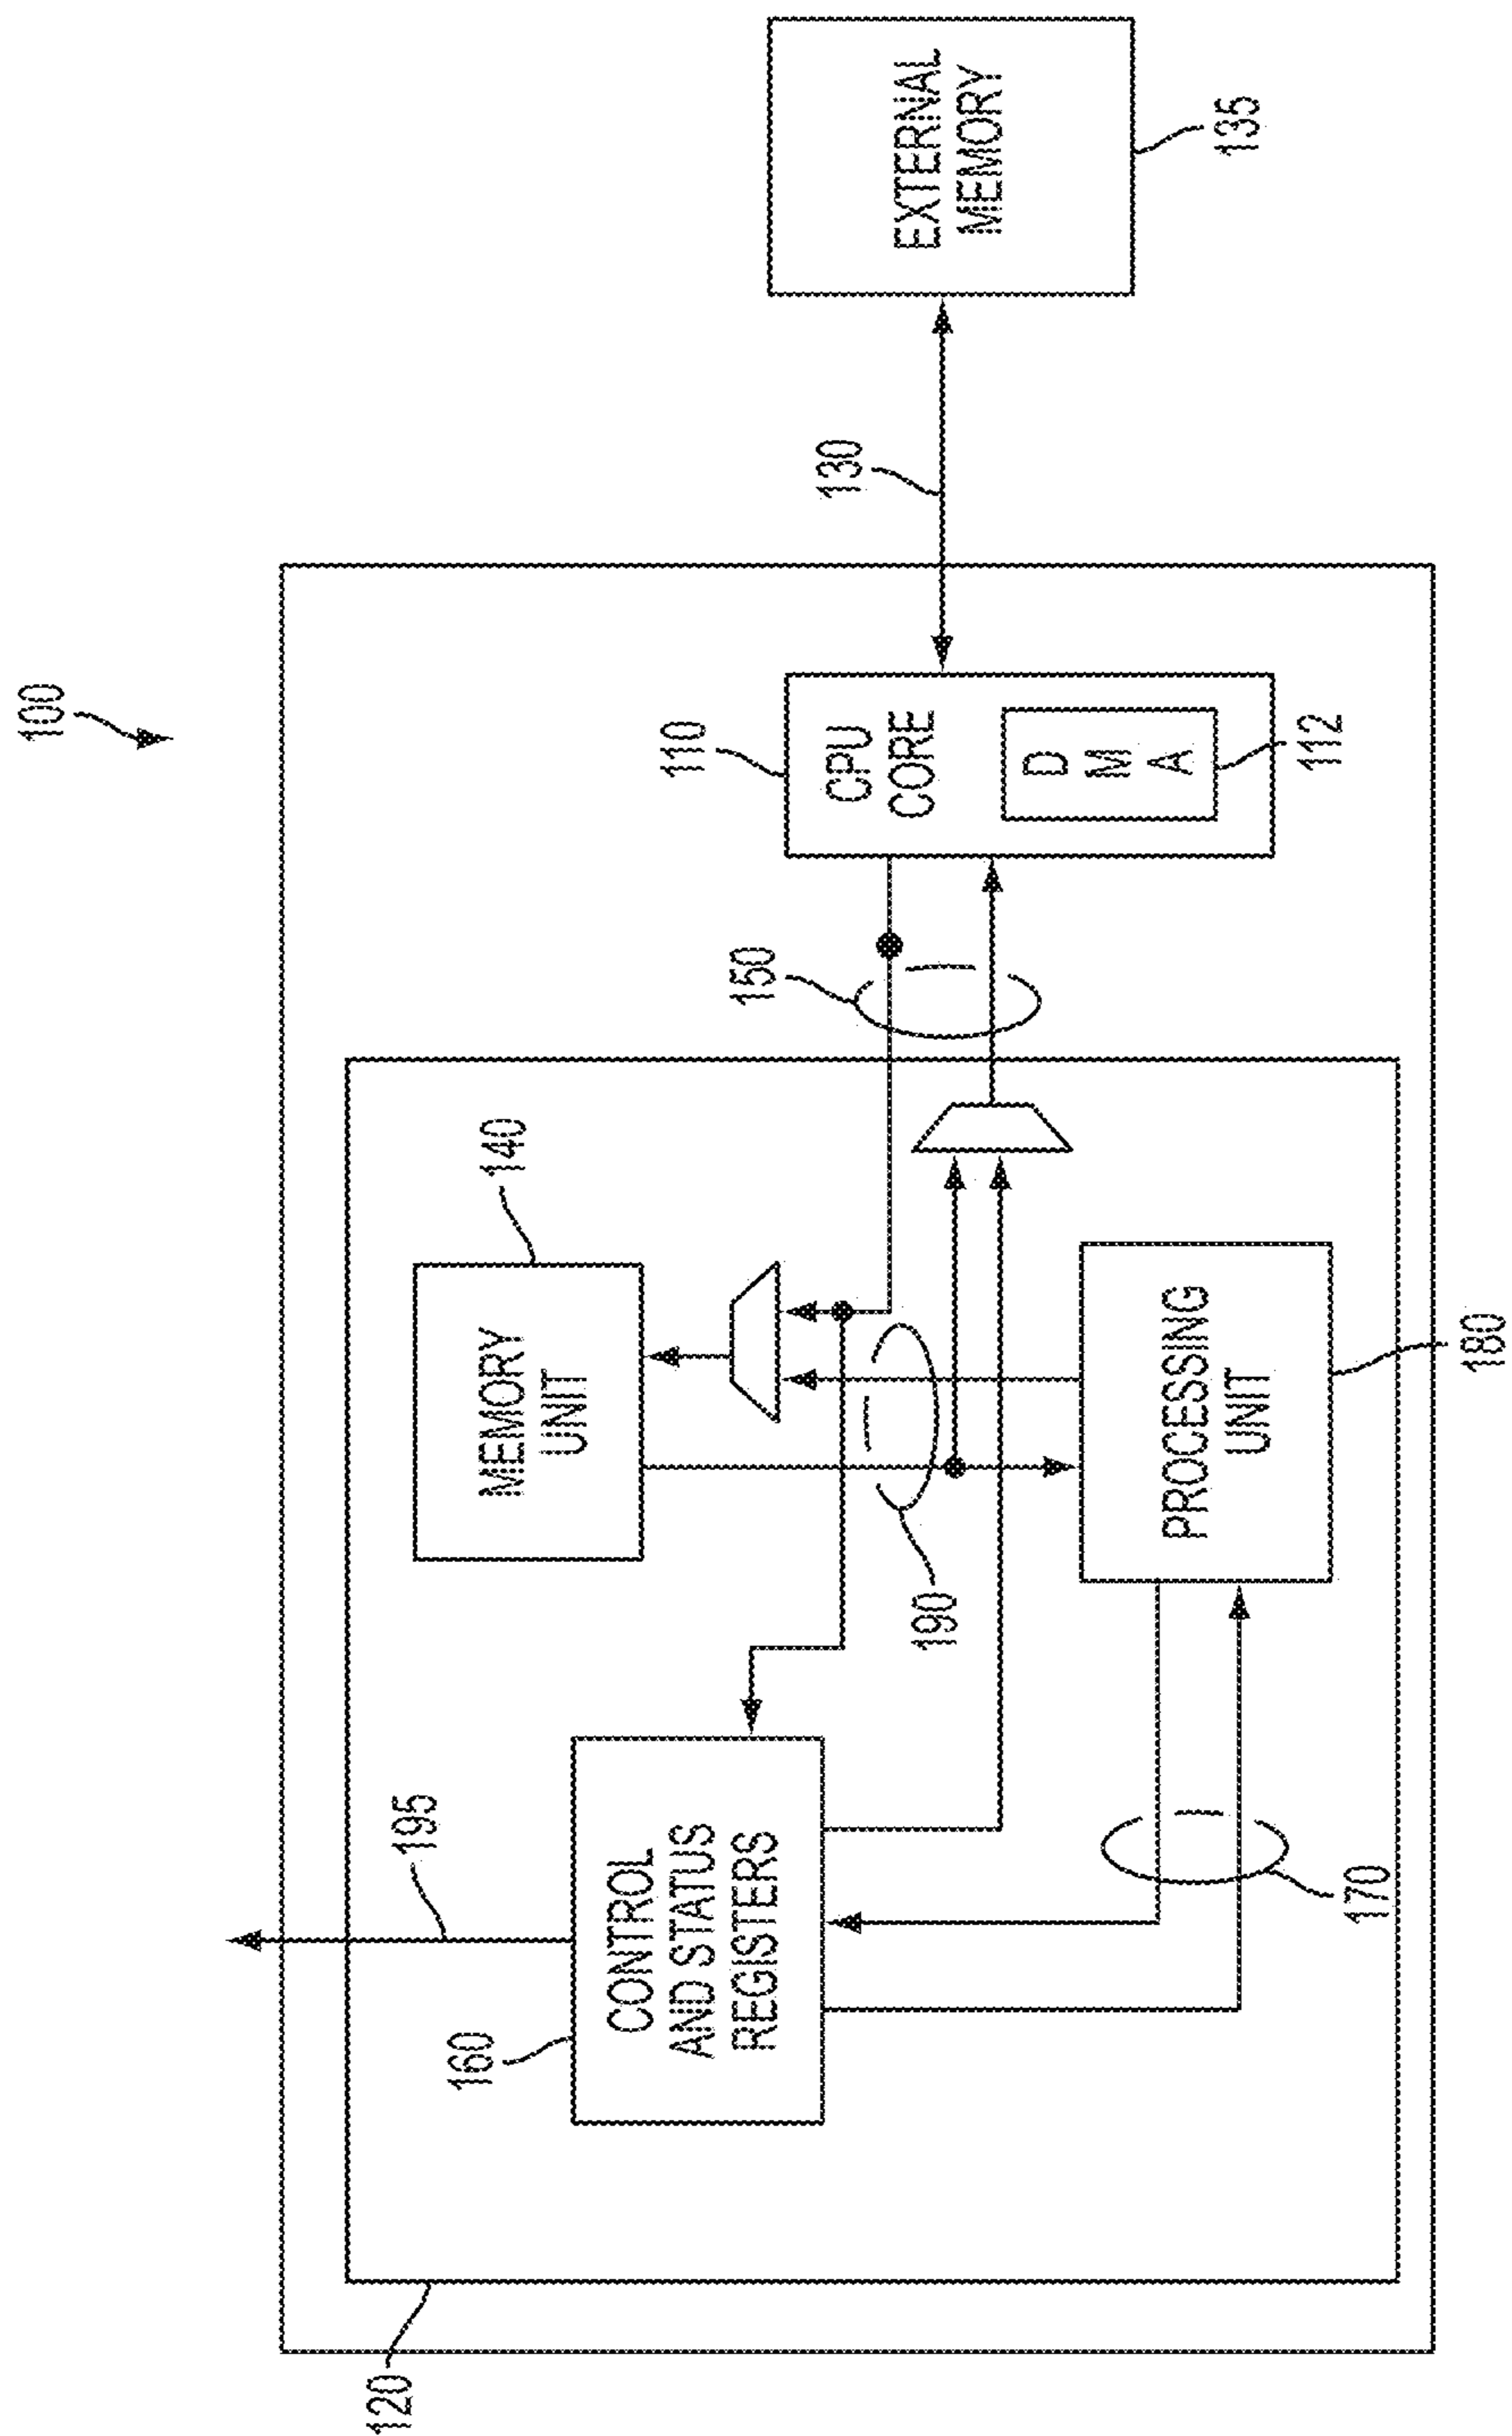 100
120
160
CONTROL
AND STATUS
REGISTERS
195
MEMORY
UNIT
140
190
170
PROCESSING
UNIT
180
150
110
CPU
CORE
D
M
A
112
130
EXTERNAL
MEMORY
135